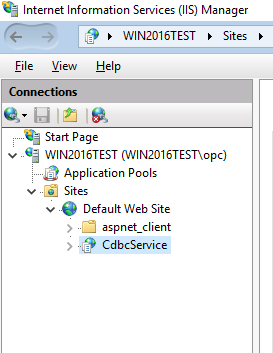 Internet Information Services (IIS) Manager
WIN2016TEST Sites
File View Help
Connections
Start Page
WIN2016TEST (WIN2016TEST\opc)
Application Pools
Sites
Default Web Site
aspnet_client
CdbcService